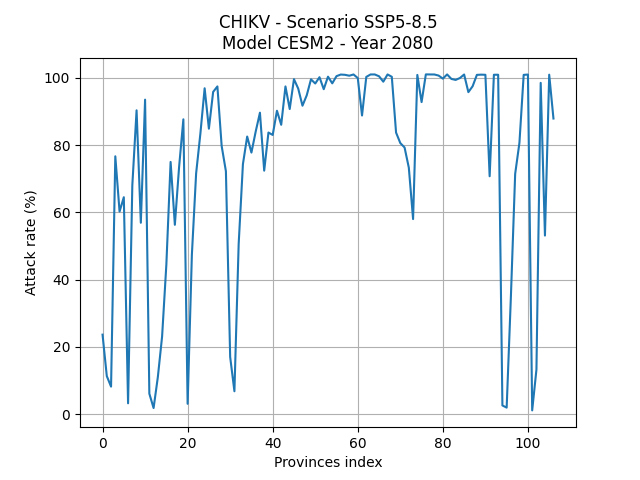 CHIKV - Scenario SSP5-8.5
Model CESM2 - Year 2080
100
80
60
40
20
0
Attack rate (%)
0 20 40 60 80 100
Provinces index